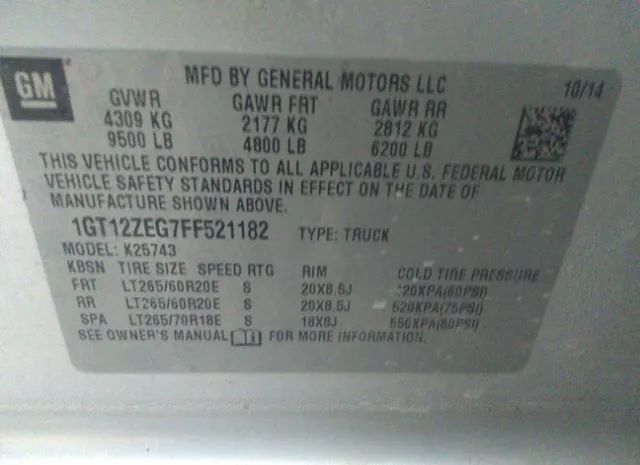 GM
MFD BY GENERAL MOTORS LLC 10/14
GVWR GAWR FRT GAWR RR
4309 KG 2177 KG 2812 KG
9500 LB 4800 LB 6200 LB
THIS VEHICLE CONFORMS TO ALL APPLICABLE U.S. FEDERAL MOTOR
VEHICLE SAFETY STANDARDS IN EFFECT ON THE DATE OF
MANUFACTURE SHOWN ABOVE.
1GT12ZEG7FF521182 TYPE: TRUCK
MODEL: K25743
KBSN TIRE SIZE SPEED RTG RIM COLD TIRE PRESSURE
FRT LT265/60R20E S 20X8.5J 420KPA(60PSI)
RR LT265/60R20E S 20X8.5J 520KPA(75PSI)
SPA LT265/70R18E S 18X8J 550KPA(80PSI)
SEE OWNER'S MANUAL FOR MORE INFORMATION.